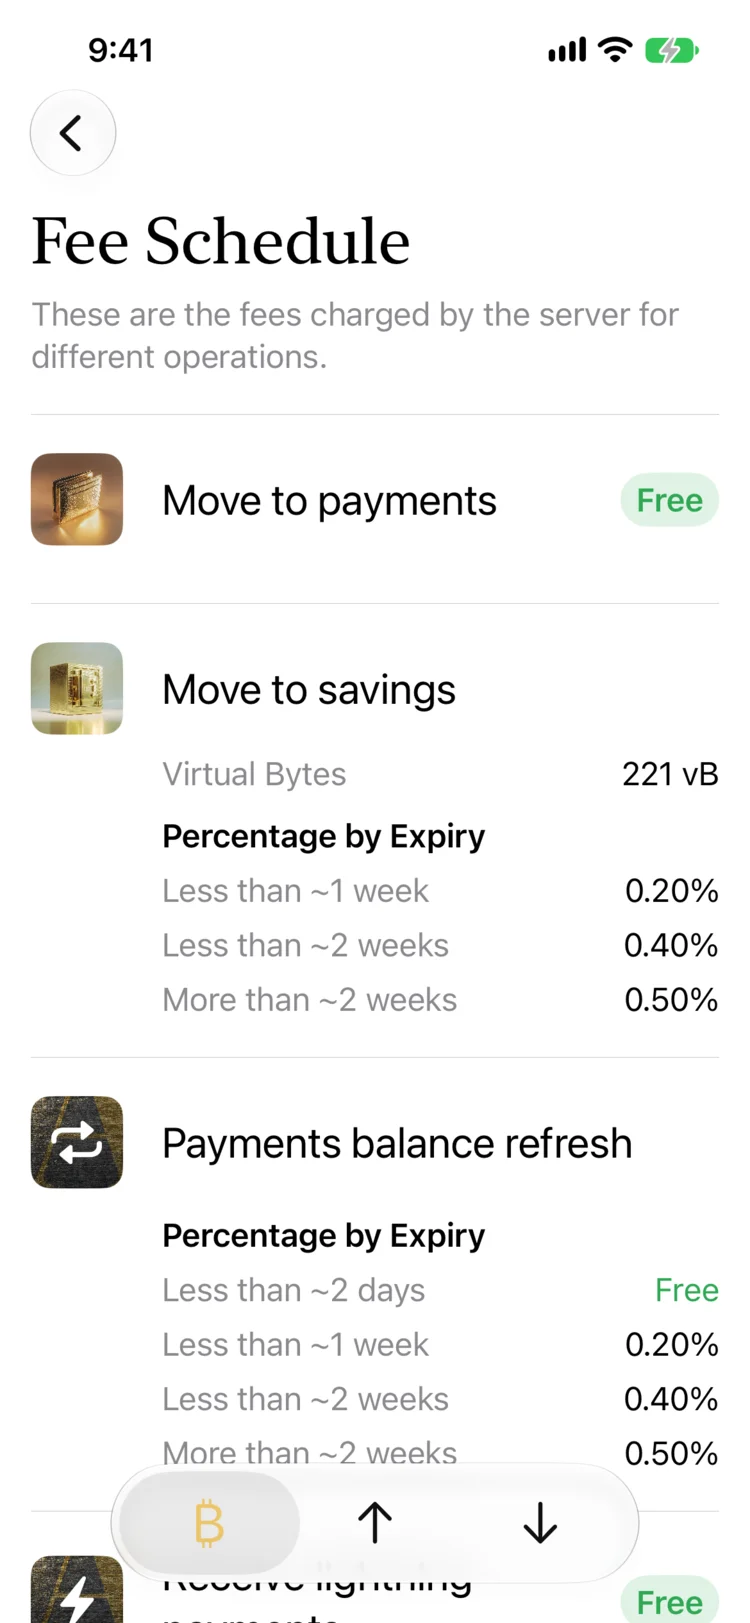 9:41
Fee Schedule
These are the fees charged by the server for
different operations.
Move to payments
Free
Move to savings
Virtual Bytes 221 vB
Percentage by Expiry
Less than ~1 week 0.20%
Less than ~2 weeks 0.40%
More than ~2 weeks 0.50%
Payments balance refresh
Percentage by Expiry
Less than ~2 days Free
Less than ~1 week 0.20%
Less than ~2 weeks 0.40%
More than ~2 weeks 0.50%
Receive lightning
payments
Free